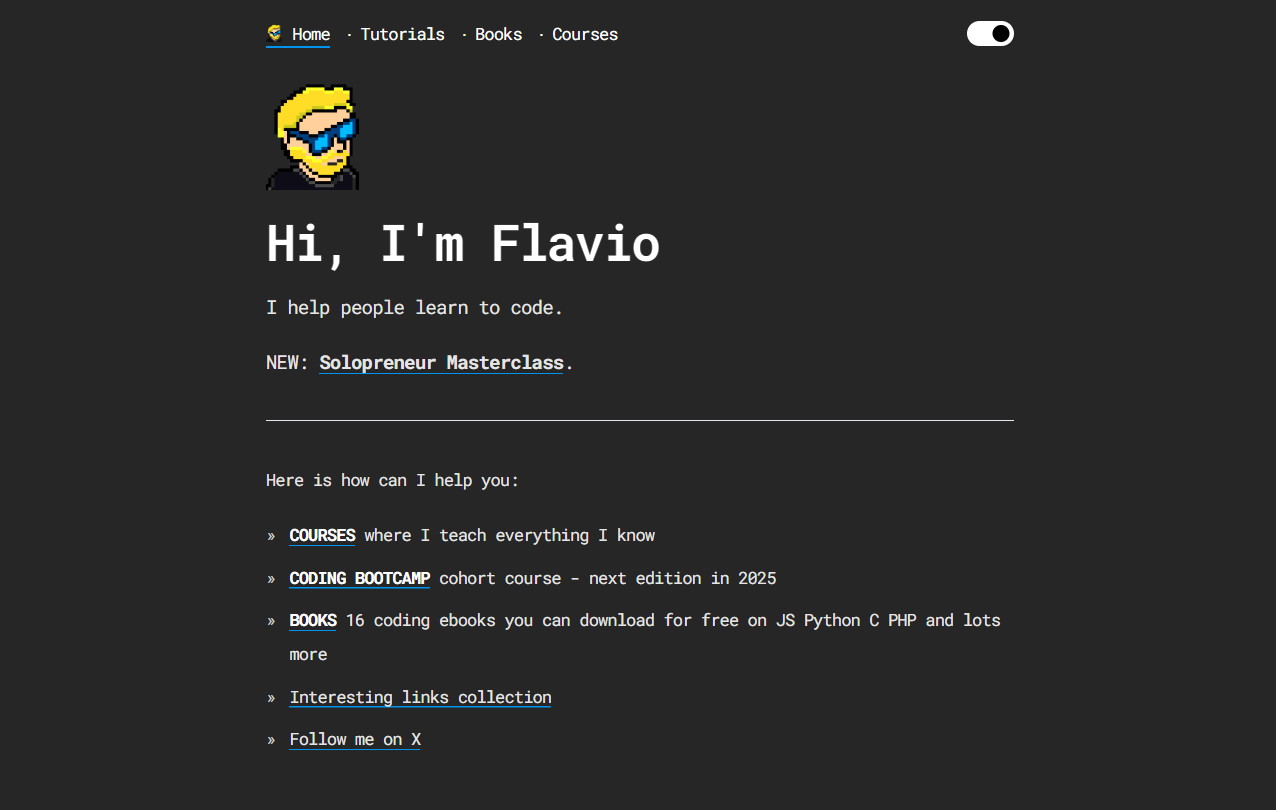 Home · Tutorials · Books · Courses
Hi, I'm Flavio
I help people learn to code.
NEW: Solopreneur Masterclass.
Here is how can I help you:
» COURSES where I teach everything I know
» CODING BOOTCAMP cohort course - next edition in 2025
» BOOKS 16 coding ebooks you can download for free on JS Python C PHP and lots
more
» Interesting links collection
» Follow me on X